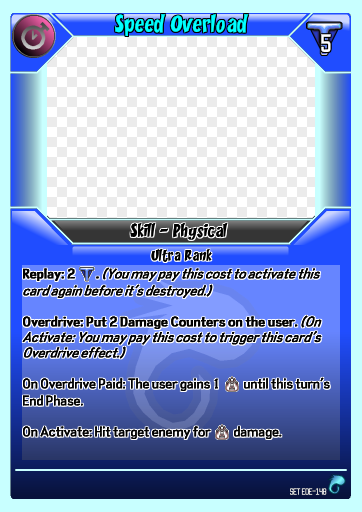 Speed Overload
5
Skill - Physical
Ultra Rank
Replay: 2 . (You may pay this cost to activate this
card again before it's destroyed.)
Overdrive: Put 2 Damage Counters on the user. (On
Activate: You may pay this cost to trigger this card's
Overdrive effect.)
On Overdrive Paid: The user gains 1 until this turn's
End Phase.
On Activate: Hit target enemy for damage.
SET EOE-148